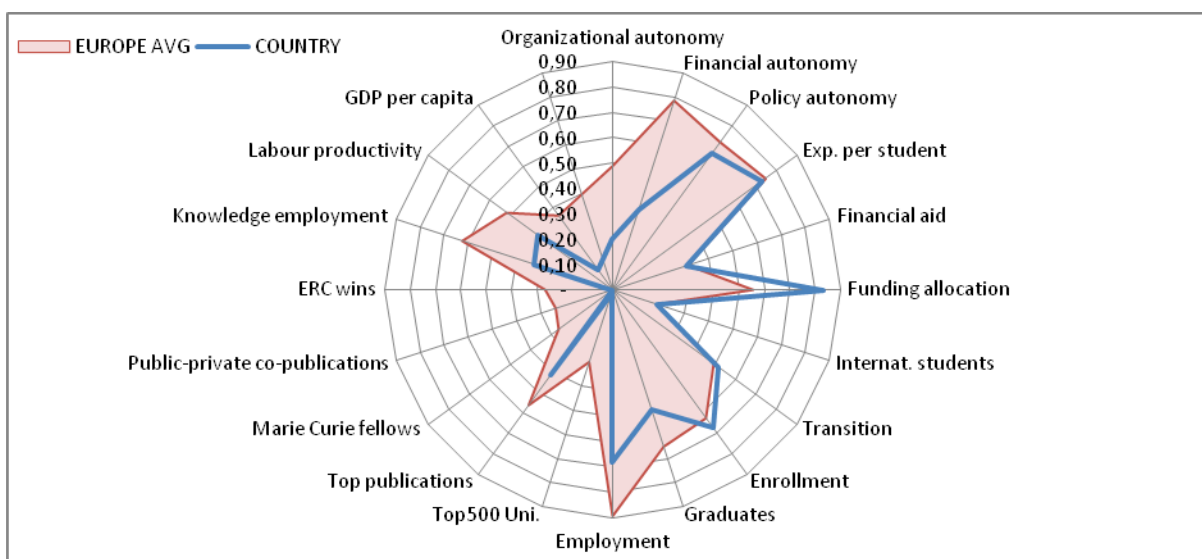 EUROPE AVG
COUNTRY
Organizational autonomy
Financial autonomy
Policy autonomy
Exp. per student
Financial aid
Funding allocation
Internat. students
Transition
Enrollment
Graduates
Employment
Top500 Uni.
Top publications
Marie Curie fellows
Public-private co-publications
ERC wins
Knowledge employment
Labour productivity
GDP per capita
0,90
0,80
0,70
0,60
0,50
0,40
0,30
0,20
0,10
-